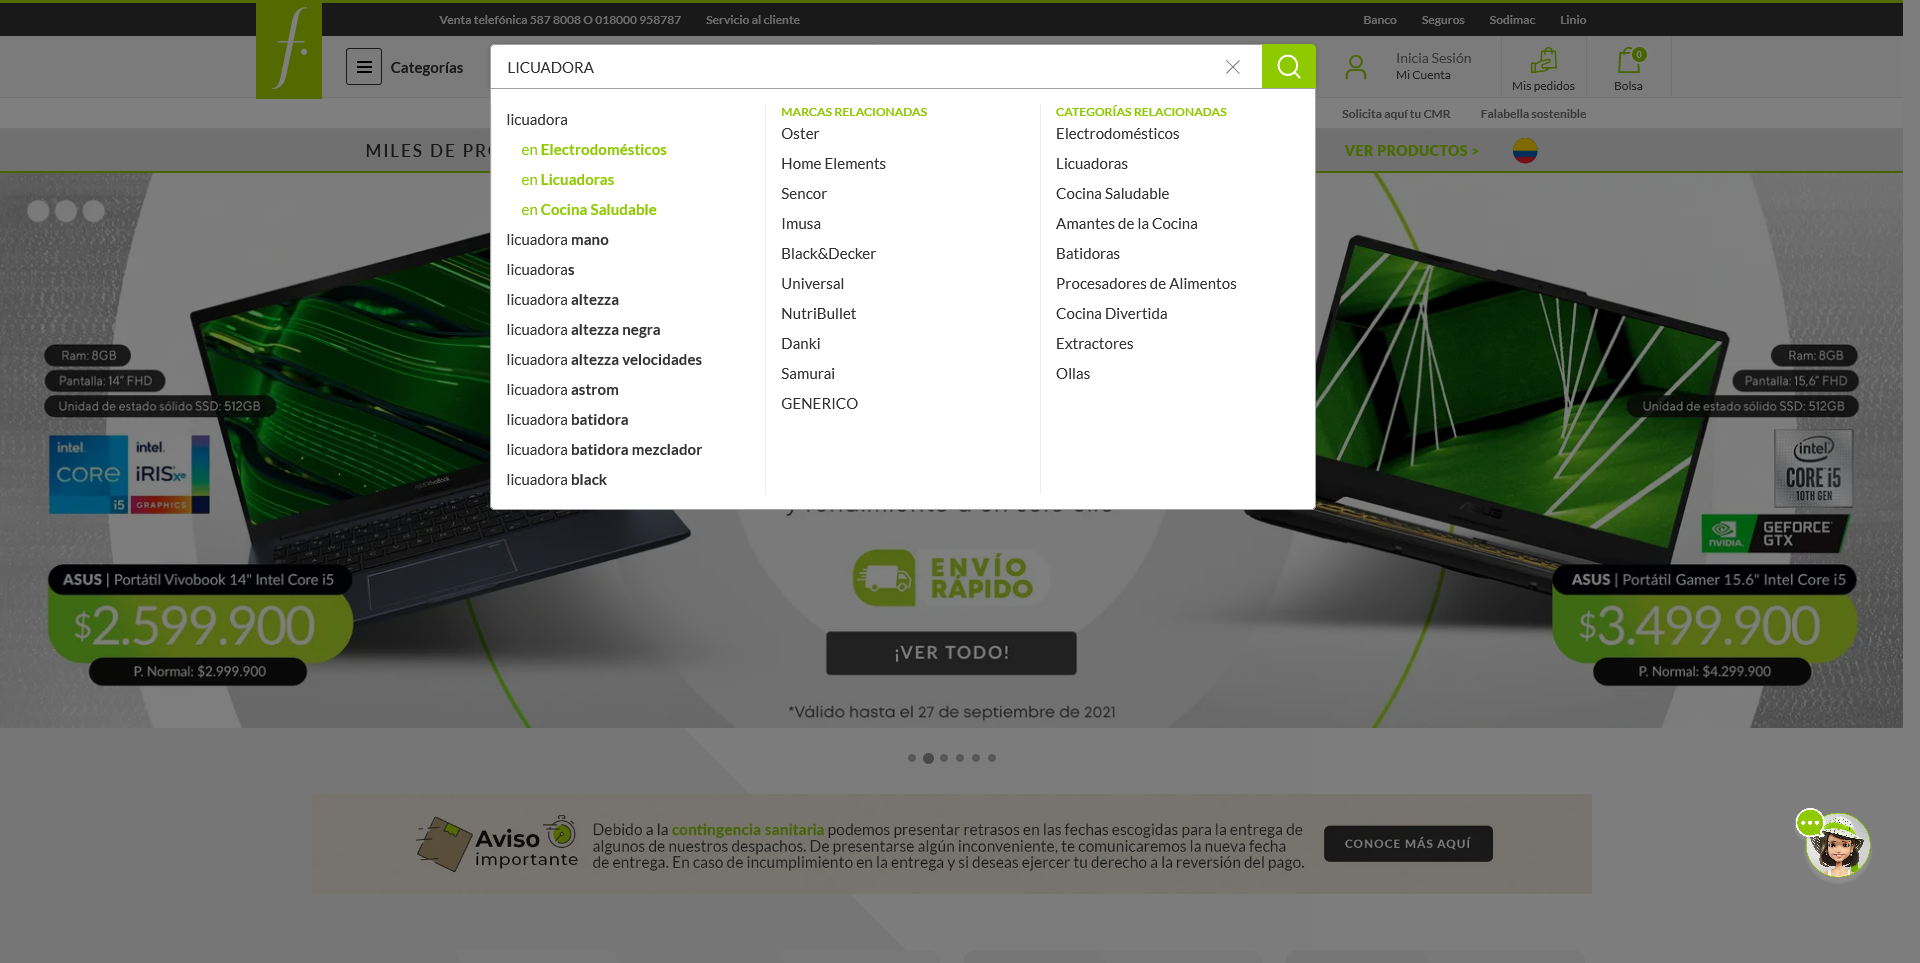 Venta telefónica 587 8008 O 018000 958787
Servicio al cliente
Banco
Seguros
Sodimac
Linio
f.
Categorías
LICUADORA
Inicia Sesión
Mi Cuenta
Mis pedidos
0
Bolsa
Solicita aquí tu CMR
Falabella sostenible
MILES DE
VER PRODUCTOS >
licuadora
en Electrodomésticos
en Licuadoras
en Cocina Saludable
licuadora mano
licuadoras
licuadora altezza
licuadora altezza negra
licuadora altezza velocidades
licuadora astrom
licuadora batidora
licuadora batidora mezclador
licuadora black
MARCAS RELACIONADAS
Oster
Home Elements
Sencor
Imusa
Black&Decker
Universal
NutriBullet
Danki
Samurai
GENERICO
CATEGORÍAS RELACIONADAS
Electrodomésticos
Licuadoras
Cocina Saludable
Amantes de la Cocina
Batidoras
Procesadores de Alimentos
Cocina Divertida
Extractores
Ollas
Ram: 8GB
Pantalla: 14" FHD
Unidad de estado sólido SSD: 512GB
intel.
CORE
i5
intel.
iRIS Xe
GRAPHICS
ASUS | Portátil Vivobook 14" Intel Core i5
$2.599.900
P. Normal: $2.999.900
ENVÍO
RÁPIDO
¡VER TODO!
*Válido hasta el 27 de septiembre de 2021
Ram: 8GB
Pantalla: 15,6" FHD
Unidad de estado sólido SSD: 512GB
intel
CORE i5
10TH GEN
NVIDIA.
GEFORCE
GTX
ASUS
ASUS | Portátil Gamer 15.6" Intel Core i5
$3.499.900
P. Normal: $4.299.900
Aviso
importante
Debido a la contingencia sanitaria podemos presentar retrasos en las fechas escogidas para la entrega de
algunos de nuestros despachos. De presentarse algún inconveniente, te comunicaremos la nueva fecha
de entrega. En caso de incumplimiento en la entrega y si deseas ejercer tu derecho a la reversión del pago.
CONOCE MÁS AQUÍ